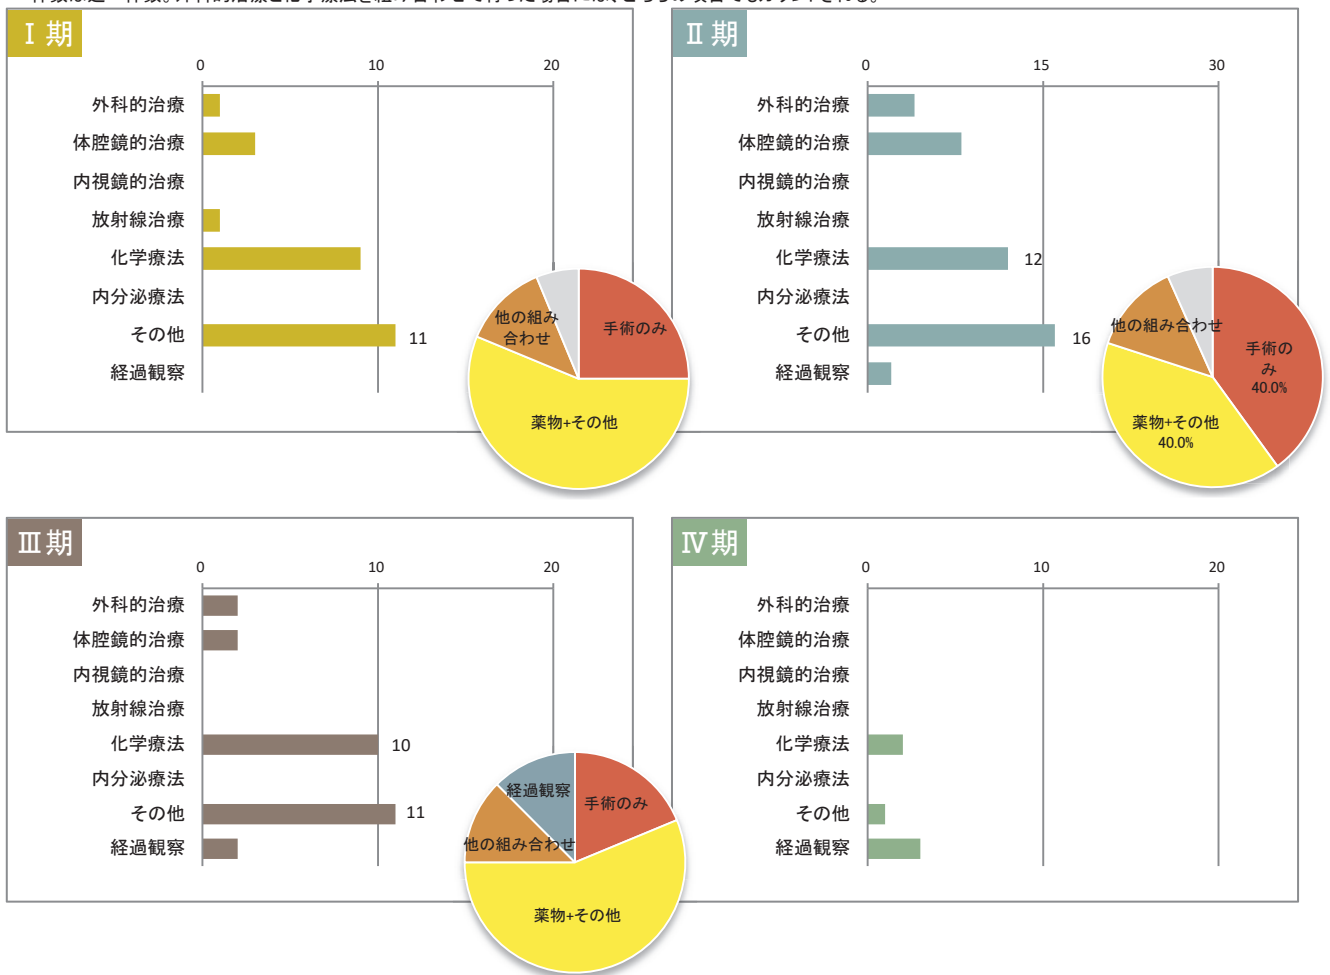 Ⅰ期
0 10 20
外科的治療
体腔鏡的治療
内視鏡的治療
放射線治療
化学療法
内分泌療法
その他 11
経過観察
他の組み
合わせ
手術のみ
薬物+その他
Ⅱ期
0 15 30
外科的治療
体腔鏡的治療
内視鏡的治療
放射線治療
化学療法 12
内分泌療法
その他 16
経過観察
他の組み合わせ
手術の
み
40.0%
薬物+その他
40.0%
Ⅲ期
0 10 20
外科的治療
体腔鏡的治療
内視鏡的治療
放射線治療
化学療法 10
内分泌療法
その他 11
経過観察
経過観察
手術のみ
他の組み合わせ
薬物+その他
Ⅳ期
0 10 20
外科的治療
体腔鏡的治療
内視鏡的治療
放射線治療
化学療法
内分泌療法
その他
経過観察